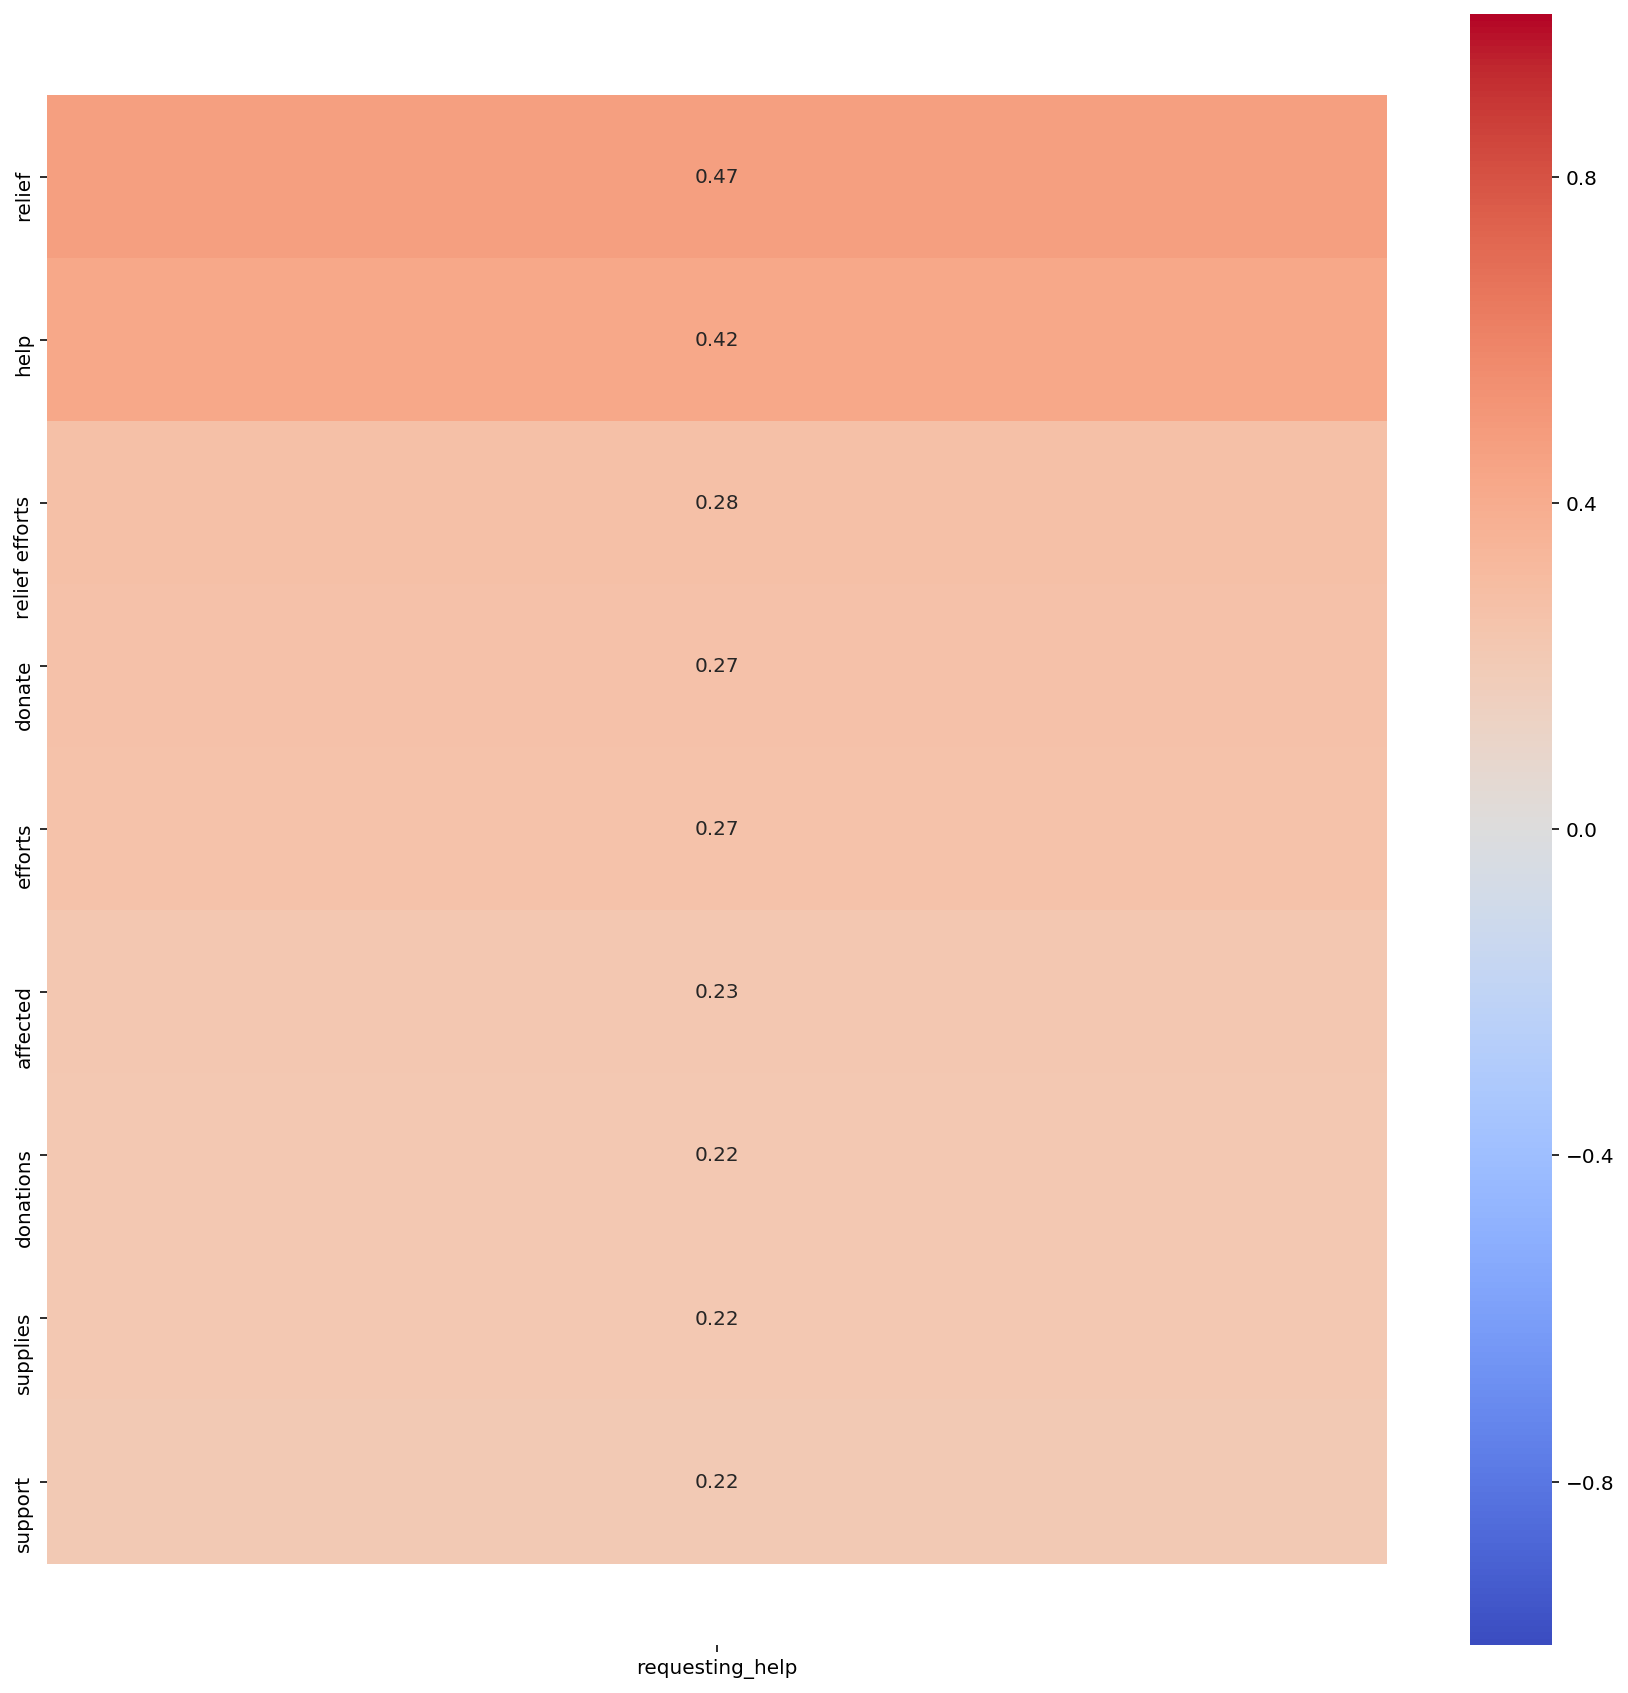 relief
0.47
help
0.42
relief efforts
0.28
donate
0.27
efforts
0.27
affected
0.23
donations
0.22
supplies
0.22
support
0.22
requesting_help
0.8
0.4
0.0
−0.4
−0.8